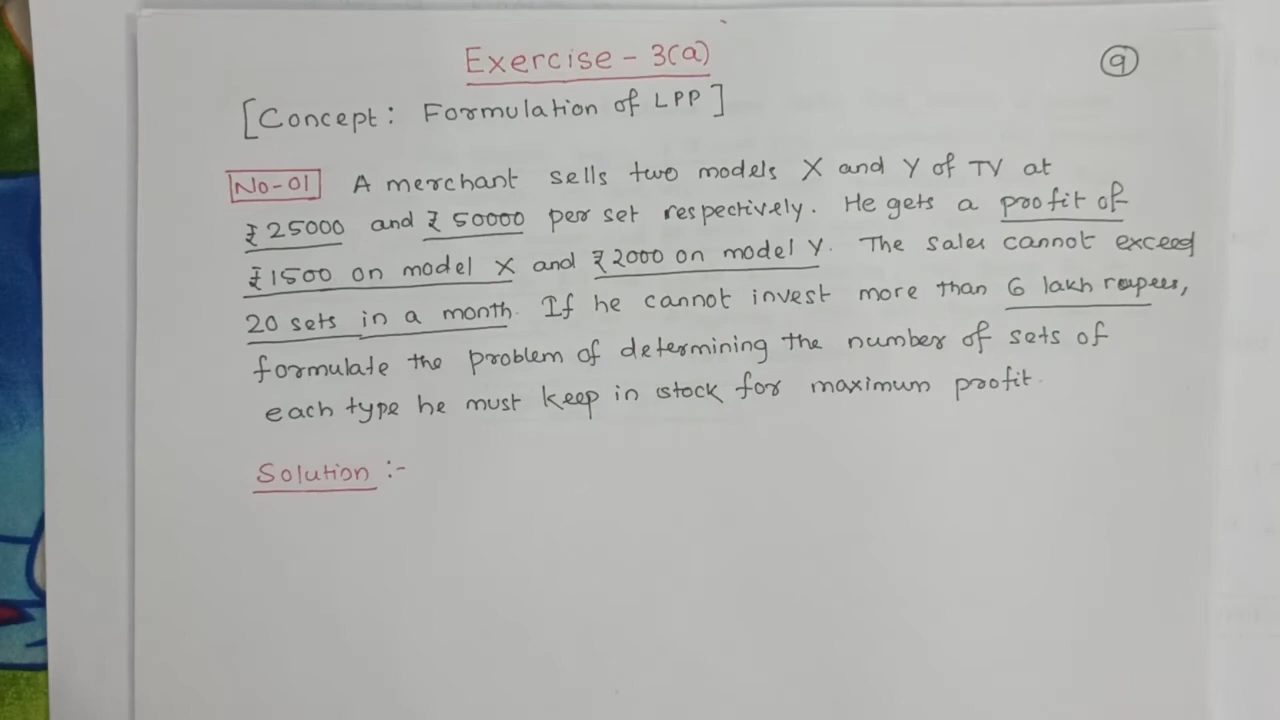 Exercise - 3(a)
9
[Concept: Formulation of LPP]
No-01 A merchant sells two models X and Y of TV at
₹25000 and ₹50000 per set respectively. He gets a profit of
₹1500 on model X and ₹2000 on model Y. The sales cannot exceed
20 sets in a month. If he cannot invest more than 6 lakh rupees,
formulate the problem of determining the number of sets of
each type he must keep in stock for maximum profit.
Solution :-